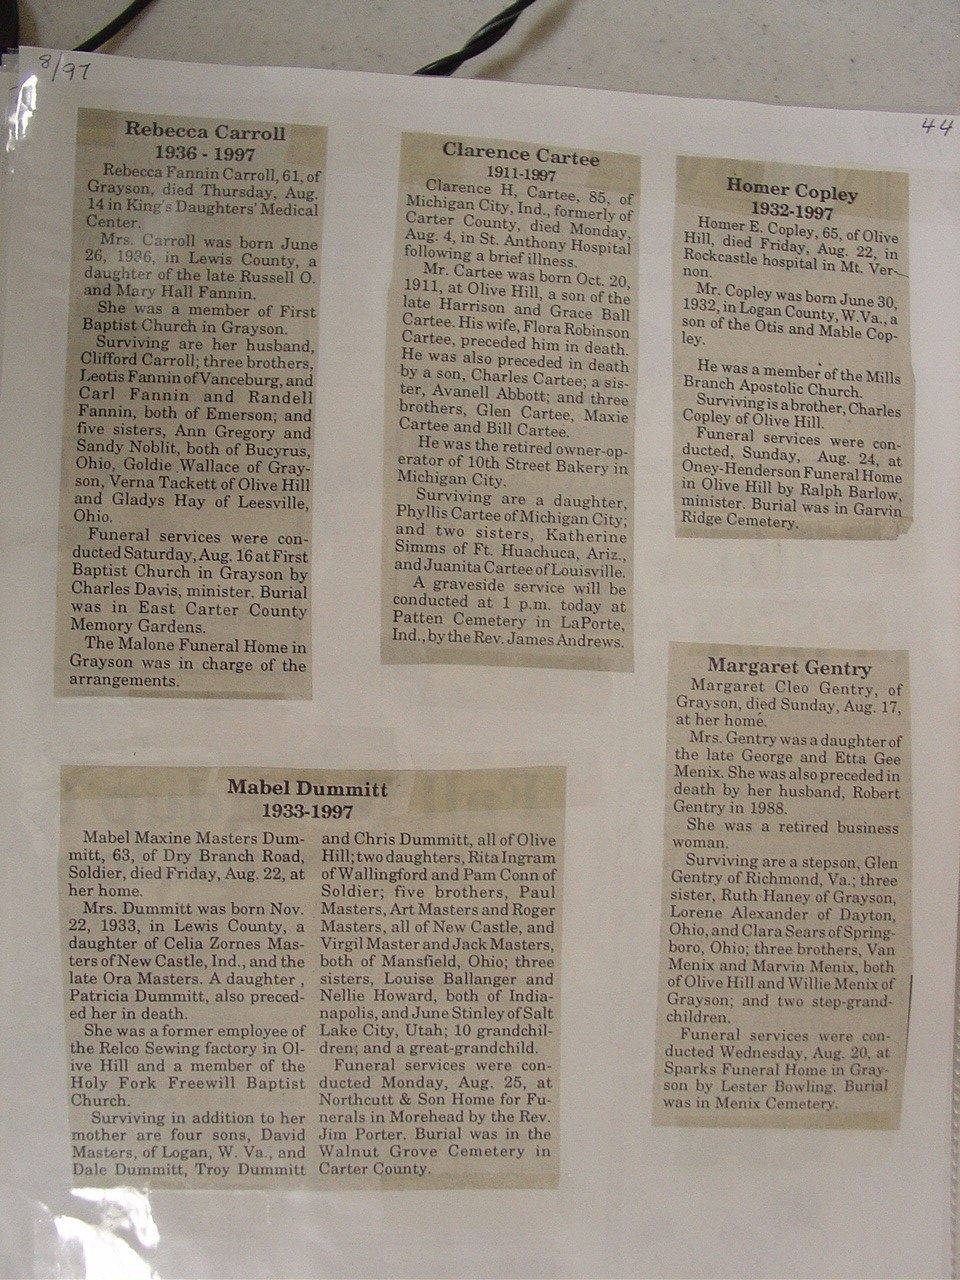 8/97
44
Rebecca Carroll
1936 - 1997
Rebecca Fannin Carroll, 61, of
Grayson, died Thursday, Aug.
14 in King's Daughters' Medical
Center.
Mrs. Carroll was born June
26, 1936, in Lewis County, a
daughter of the late Russell O.
and Mary Hall Fannin.
She was a member of First
Baptist Church in Grayson.
Surviving are her husband,
Clifford Carroll; three brothers,
Leotis Fannin of Vanceburg, and
Carl Fannin and Randell
Fannin, both of Emerson; and
five sisters, Ann Gregory and
Sandy Noblit, both of Bucyrus,
Ohio, Goldie Wallace of Gray-
son, Verna Tackett of Olive Hill
and Gladys Hay of Leesville,
Ohio.
Funeral services were con-
ducted Saturday, Aug. 16 at First
Baptist Church in Grayson by
Charles Davis, minister. Burial
was in East Carter County
Memory Gardens.
The Malone Funeral Home in
Grayson was in charge of the
arrangements.
Clarence Cartee
1911-1997
Clarence H, Cartee, 85, of
Michigan City, Ind., formerly of
Carter County, died Monday,
Aug. 4, in St. Anthony Hospital
following a brief illness.
Mr. Cartee was born Oct. 20,
1911, at Olive Hill, a son of the
late Harrison and Grace Ball
Cartee. His wife, Flora Robinson
Cartee, preceded him in death.
He was also preceded in death
by a son, Charles Cartee; a sis-
ter, Avanell Abbott; and three
brothers, Glen Cartee, Maxie
Cartee and Bill Cartee.
He was the retired owner-op-
erator of 10th Street Bakery in
Michigan City.
Surviving are a daughter,
Phyllis Cartee of Michigan City;
and two sisters, Katherine
Simms of Ft. Huachuca, Ariz.,
and Juanita Cartee of Louisville.
A graveside service will be
conducted at 1 p.m. today at
Patten Cemetery in LaPorte,
Ind., by the Rev. James Andrews.
Homer Copley
1932-1997
Homer E. Copley, 65, of Olive
Hill, died Friday, Aug. 22, in
Rockcastle hospital in Mt. Ver-
non.
Mr. Copley was born June 30,
1932, in Logan County, W.Va., a
son of the Otis and Mable Cop-
ley.
He was a member of the Mills
Branch Apostolic Church.
Surviving is a brother, Charles
Copley of Olive Hill.
Funeral services were con-
ducted, Sunday, Aug. 24, at
Oney-Henderson Funeral Home
in Olive Hill by Ralph Barlow,
minister. Burial was in Garvin
Ridge Cemetery.
Margaret Gentry
Margaret Cleo Gentry, of
Grayson, died Sunday, Aug. 17,
at her home.
Mrs. Gentry was a daughter of
the late George and Etta Gee
Menix. She was also preceded in
death by her husband, Robert
Gentry in 1988.
She was a retired business
woman.
Surviving are a stepson, Glen
Gentry of Richmond, Va.; three
sister, Ruth Haney of Grayson,
Lorene Alexander of Dayton,
Ohio, and Clara Sears of Spring-
boro, Ohio; three brothers, Van
Menix and Marvin Menix, both
of Olive Hill and Willie Menix of
Grayson; and two step-grand-
children.
Funeral services were con-
ducted Wednesday, Aug. 20, at
Sparks Funeral Home in Gray-
son by Lester Bowling. Burial
was in Menix Cemetery.
Mabel Dummitt
1933-1997
Mabel Maxine Masters Dum-
mitt, 63, of Dry Branch Road,
Soldier, died Friday, Aug. 22, at
her home.
Mrs. Dummitt was born Nov.
22, 1933, in Lewis County, a
daughter of Celia Zornes Mas-
ters of New Castle, Ind., and the
late Ora Masters. A daughter ,
Patricia Dummitt, also preced-
ed her in death.
She was a former employee of
the Relco Sewing factory in Ol-
ive Hill and a member of the
Holy Fork Freewill Baptist
Church.
Surviving in addition to her
mother are four sons, David
Masters, of Logan, W. Va., and
Dale Dummitt, Troy Dummitt
and Chris Dummitt, all of Olive
Hill; two daughters, Rita Ingram
of Wallingford and Pam Conn of
Soldier; five brothers, Paul
Masters, Art Masters and Roger
Masters, all of New Castle, and
Virgil Master and Jack Masters,
both of Mansfield, Ohio; three
sisters, Louise Ballanger and
Nellie Howard, both of India-
napolis, and June Stinley of Salt
Lake City, Utah; 10 grandchil-
dren; and a great-grandchild.
Funeral services were con-
ducted Monday, Aug. 25, at
Northcutt & Son Home for Fu-
nerals in Morehead by the Rev.
Jim Porter. Burial was in the
Walnut Grove Cemetery in
Carter County.